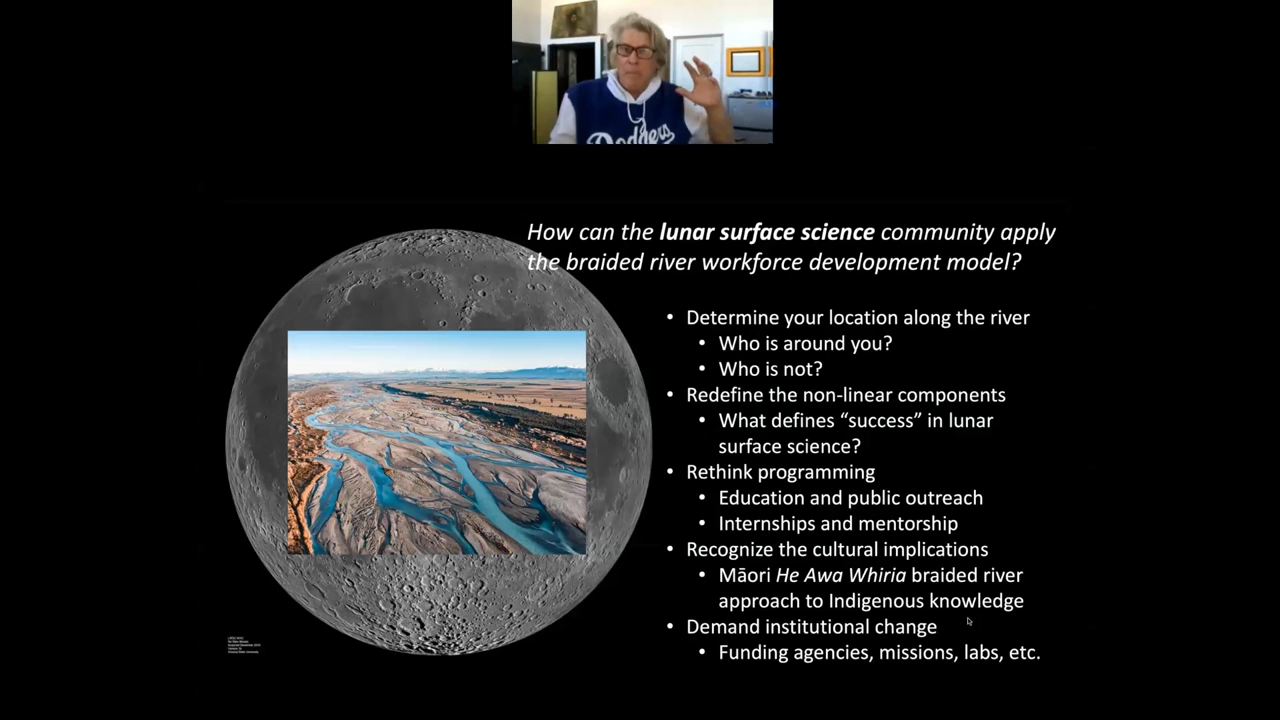 Dodgers
How can the lunar surface science community apply
the braided river workforce development model?
• Determine your location along the river
• Who is around you?
• Who is not?
• Redefine the non-linear components
• What defines “success” in lunar
surface science?
• Rethink programming
• Education and public outreach
• Internships and mentorship
• Recognize the cultural implications
• Māori He Awa Whiria braided river
approach to Indigenous knowledge
• Demand institutional change
• Funding agencies, missions, labs, etc.